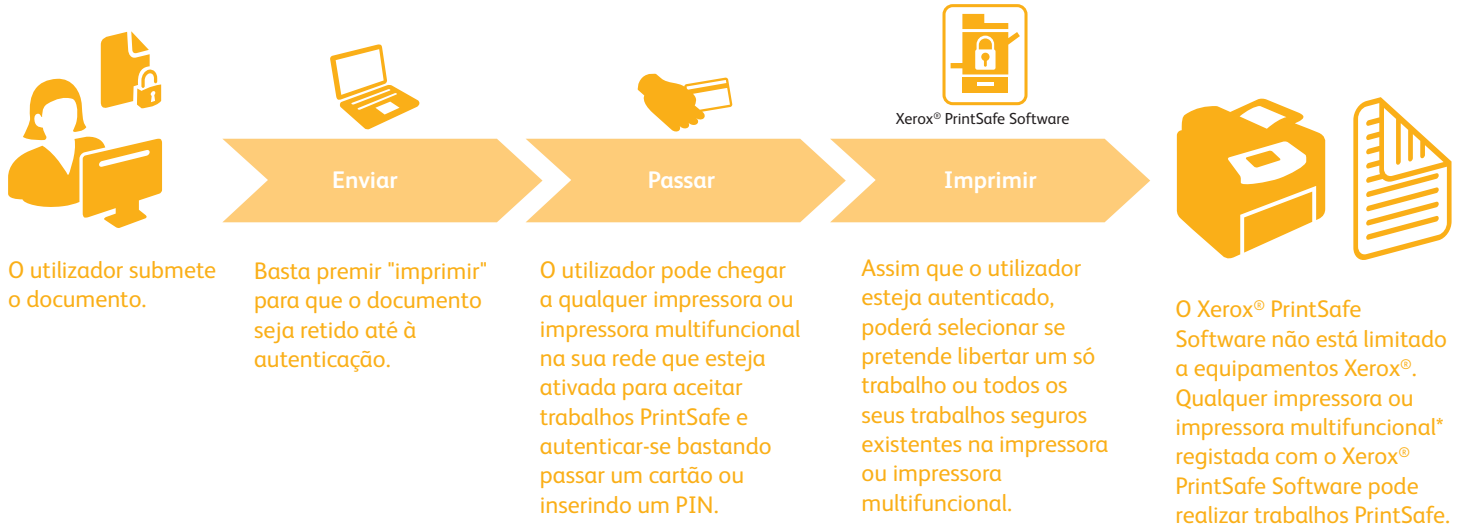 Xerox® PrintSafe Software
Enviar
Passar
Imprimir
O utilizador submete
o documento.
Basta premir "imprimir"
para que o documento
seja retido até à
autenticação.
O utilizador pode chegar
a qualquer impressora ou
impressora multifuncional
na sua rede que esteja
ativada para aceitar
trabalhos PrintSafe e
autenticar-se bastando
passar um cartão ou
inserindo um PIN.
Assim que o utilizador
esteja autenticado,
poderá selecionar se
pretende libertar um só
trabalho ou todos os
seus trabalhos seguros
existentes na impressora
ou impressora
multifuncional.
O Xerox® PrintSafe
Software não está limitado
a equipamentos Xerox®.
Qualquer impressora ou
impressora multifuncional*
registada com o Xerox®
PrintSafe Software pode
realizar trabalhos PrintSafe.